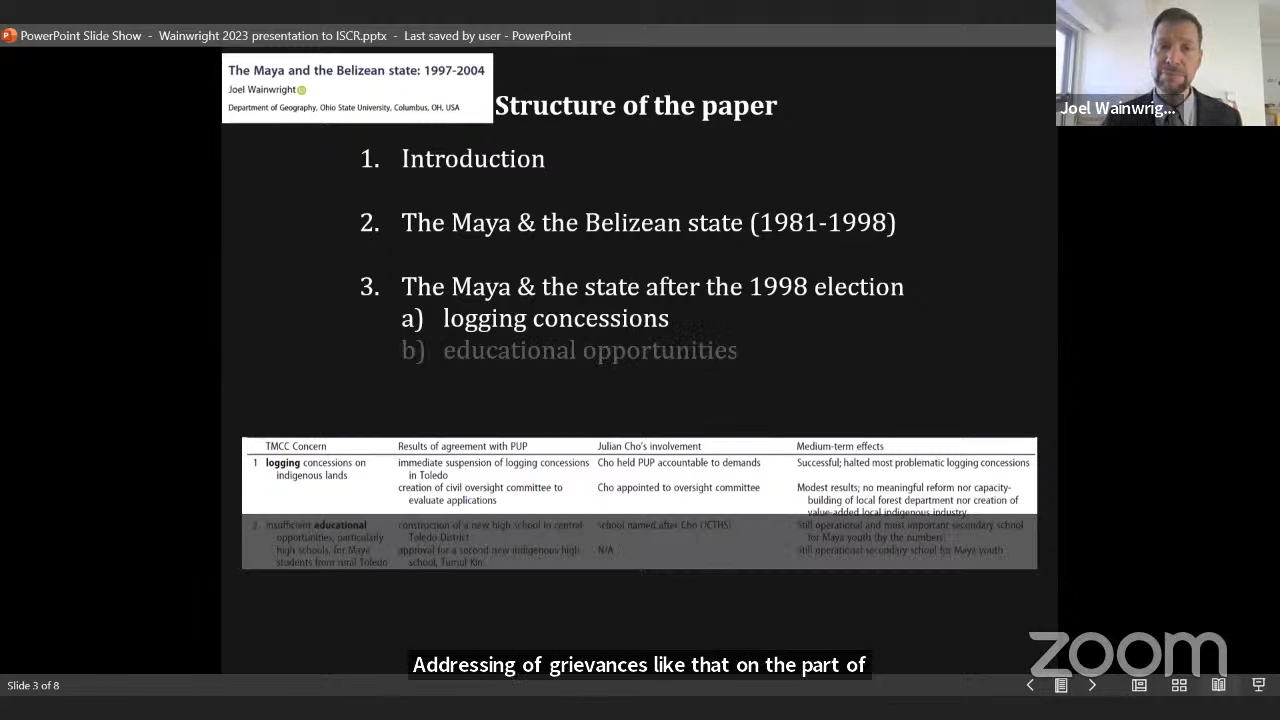 PowerPoint Slide Show - Wainwright 2023 presentation to ISCR.pptx - Last saved by user - PowerPoint
The Maya and the Belizean state: 1997-2004
Joel Wainwright
Department of Geography, Ohio State University, Columbus, OH, USA
Structure of the paper
Joel Wainwrig...
1. Introduction
2. The Maya & the Belizean state (1981-1998)
3. The Maya & the state after the 1998 election
a) logging concessions
b) educational opportunities
TMCC Concern Results of agreement with PUP Julian Cho's involvement Medium-term effects
1 logging concessions on immediate suspension of logging concessions Cho held PUP accountable to demands Successful; halted most problematic logging concessions
indigenous lands in Toledo
creation of civil oversight committee to Cho appointed to oversight committee Modest results; no meaningful reform nor capacity-
evaluate applications building of local forest department nor creation of
value-added local indigenous industry.
2 insufficient educational construction of a new high school in central school named after Cho (JCTHS) Still operational and most important secondary school
opportunities, particularly Toledo District for Maya youth (by the numbers)
high schools, for Maya approval for a second new indigenous high N/A Still operational secondary school for Maya youth
students from rural Toledo school, Tumul Kin
Addressing of grievances like that on the part of
zoom
Slide 3 of 8